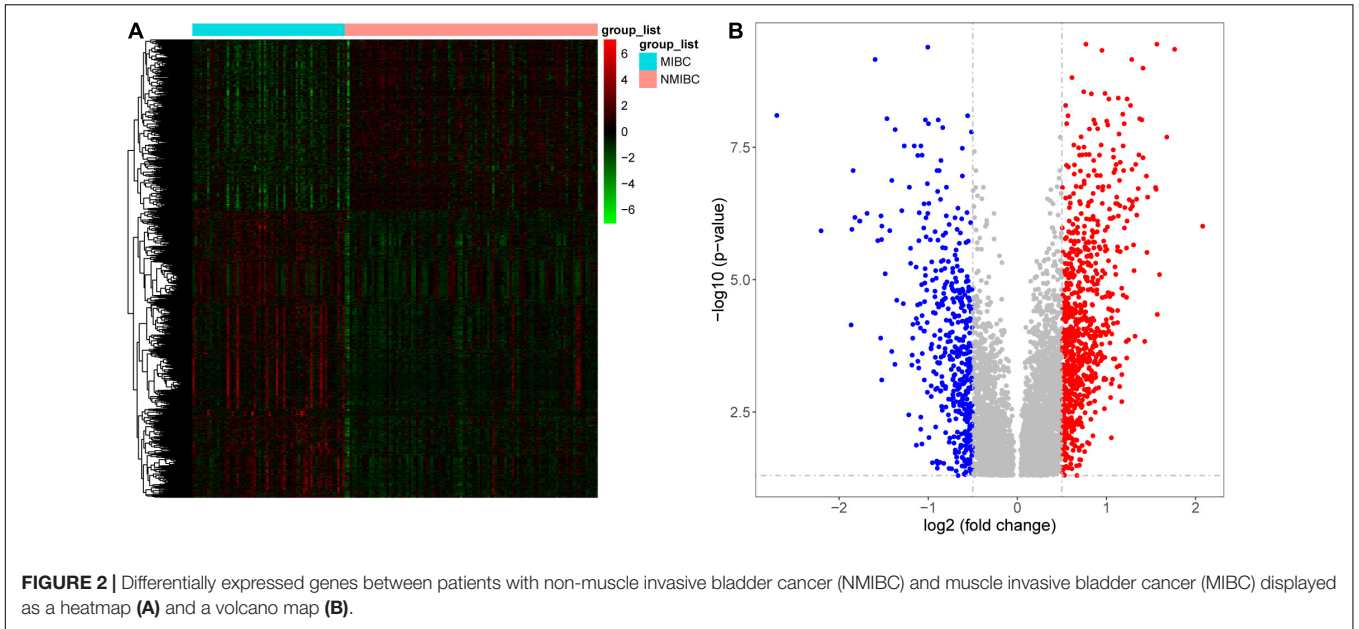 A
group_list
group_list
MIBC
NMIBC
6
4
2
0
−2
−4
−6
B
7.5
5.0
2.5
−log10 (p-value)
−2
−1
0
1
2
log2 (fold change)
FIGURE 2 | Differentially expressed genes between patients with non-muscle invasive bladder cancer (NMIBC) and muscle invasive bladder cancer (MIBC) displayed
as a heatmap (A) and a volcano map (B).